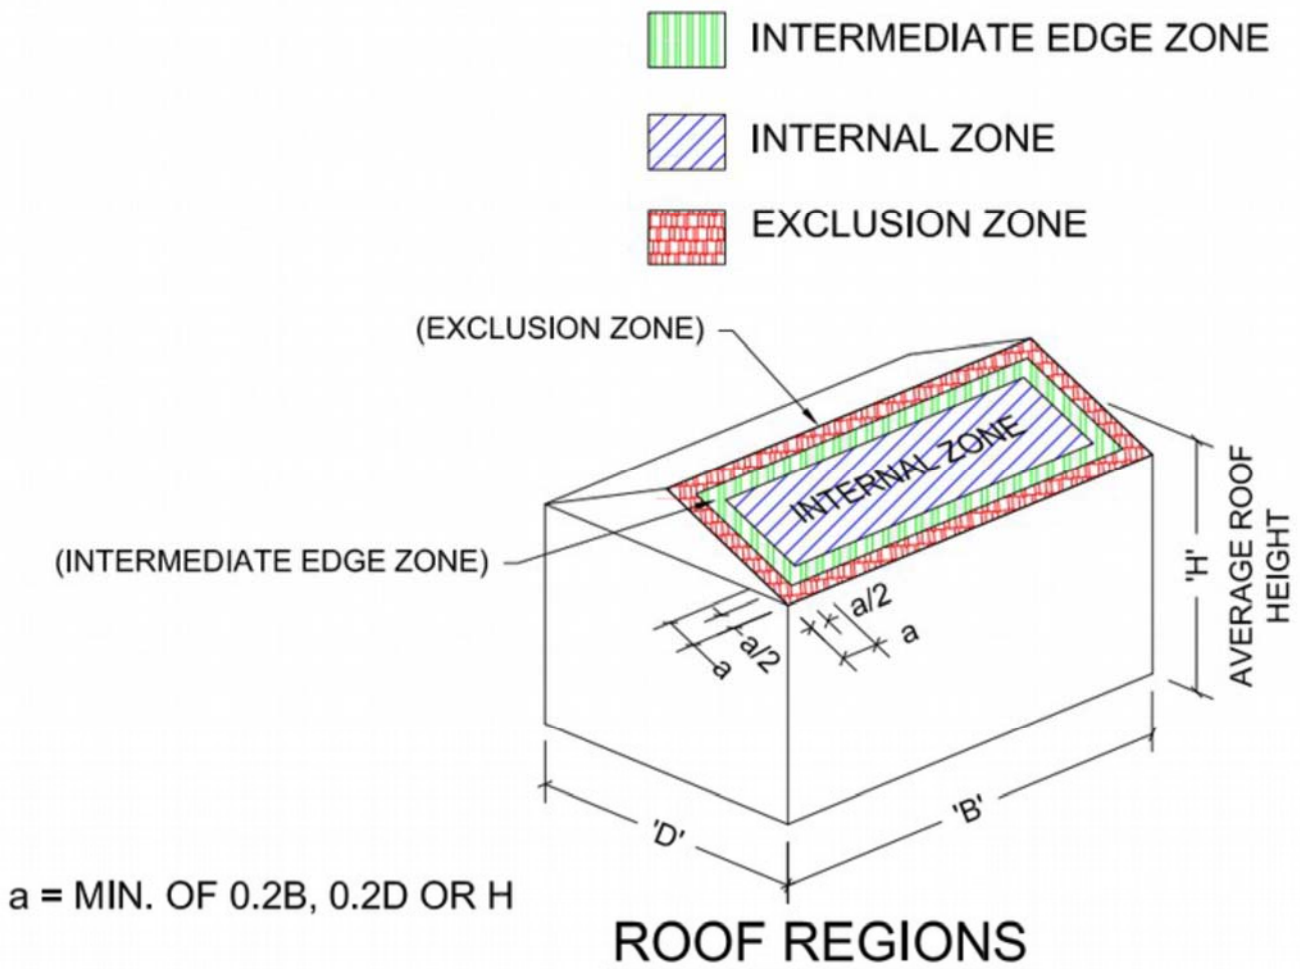 INTERMEDIATE EDGE ZONE
INTERNAL ZONE
EXCLUSION ZONE
(EXCLUSION ZONE)
INTERNAL ZONE
(INTERMEDIATE EDGE ZONE)
a/2
a
a/2
a
'H'
AVERAGE ROOF
HEIGHT
'D'
'B'
a = MIN. OF 0.2B, 0.2D OR H
ROOF REGIONS